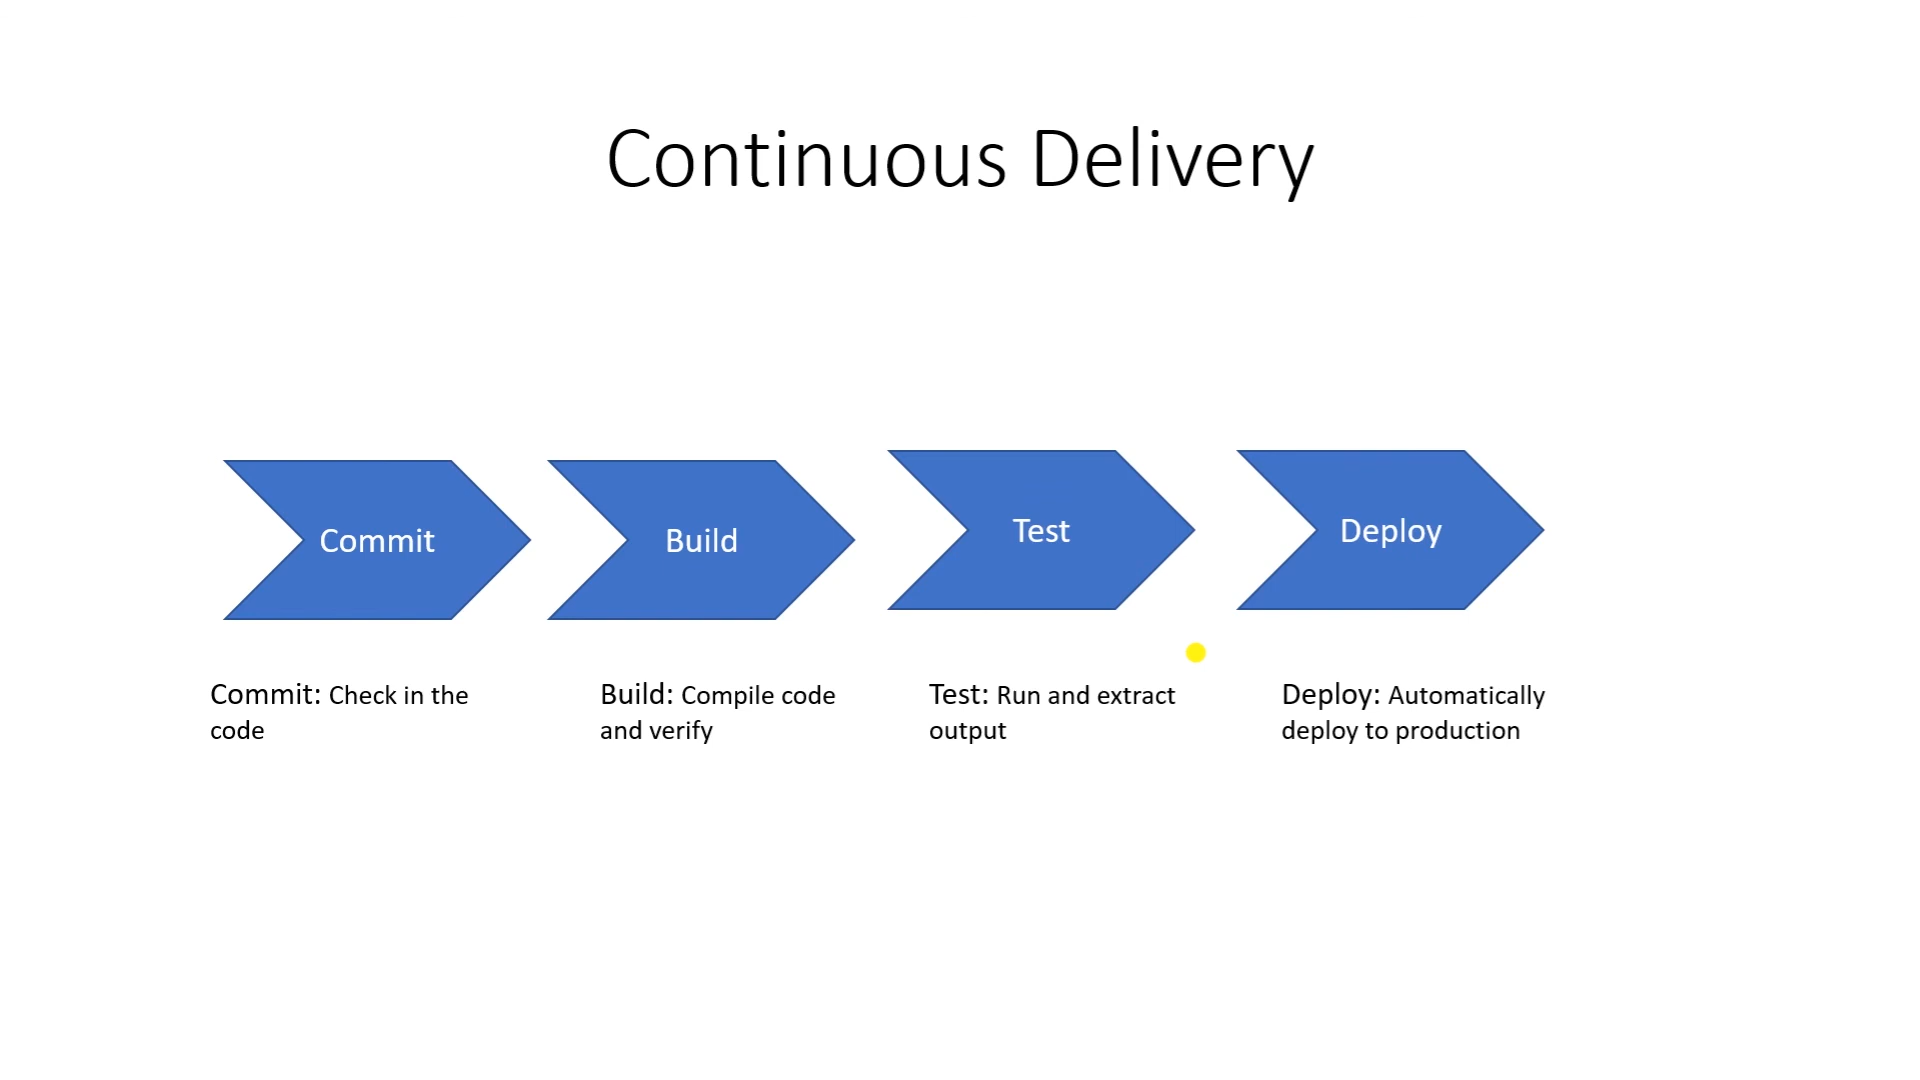 Continuous Delivery
Commit
Build
Test
Deploy
Commit: Check in the
code
Build: Compile code
and verify
Test: Run and extract
output
Deploy: Automatically
deploy to production